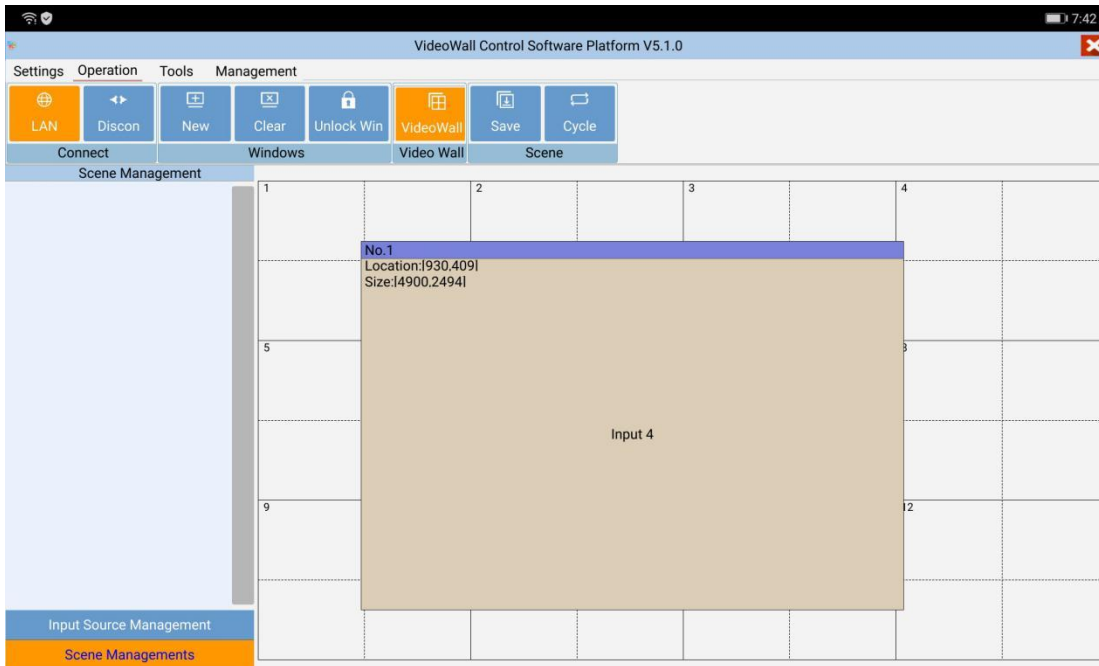 7:42
VideoWall Control Software Platform V5.1.0
Settings Operation Tools Management
LAN Discon New Clear Unlock Win VideoWall Save Cycle
Connect Windows Video Wall Scene
Scene Management
1 2 3 4
No.1
Location:[930,409]
Size:[4900,2494]
5
Input 4
9 12
Input Source Management
Scene Managements